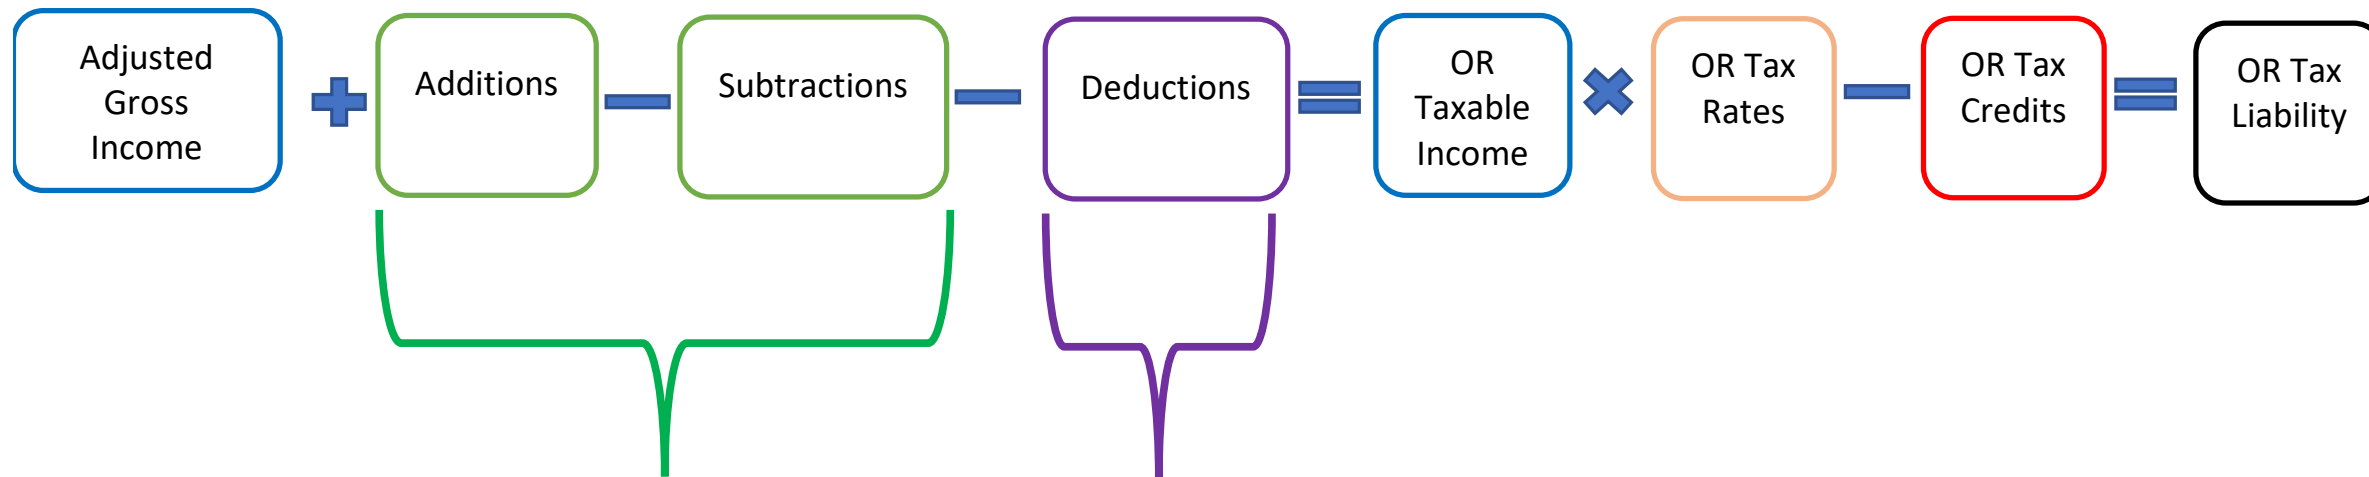 Adjusted
Gross
Income
Additions
Subtractions
Deductions
OR
Taxable
Income
OR Tax
Rates
OR Tax
Credits
OR Tax
Liability